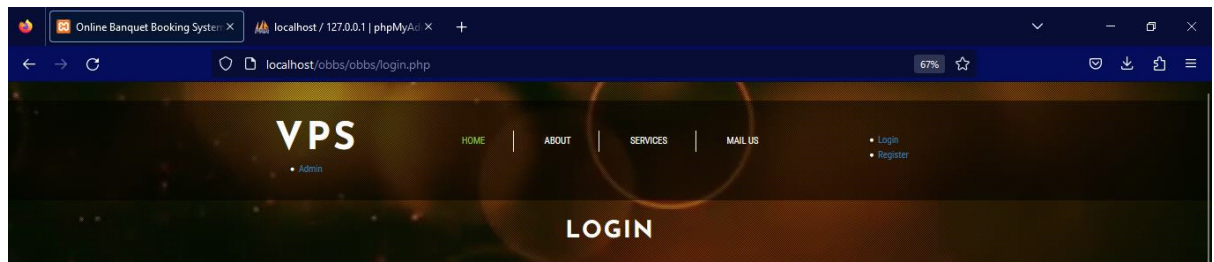 Online Banquet Booking System
localhost / 127.0.0.1 | phpMyAd
localhost/obbs/obbs/login.php
67%
VPS
Admin
HOME
ABOUT
SERVICES
MAIL US
Login
Register
LOGIN